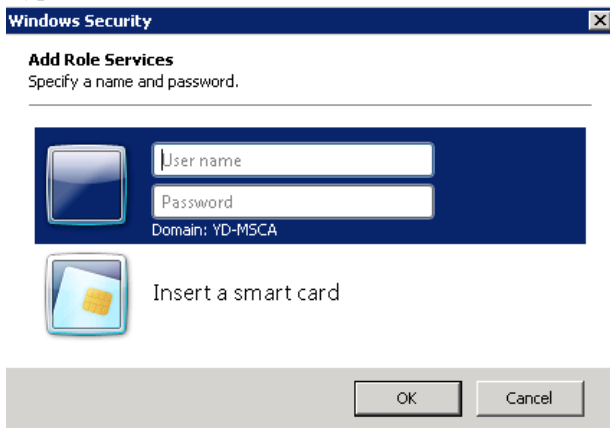 Windows Security
Add Role Services
Specify a name and password.
User name
Password
Domain: YD-MSCA
Insert a smart card
OK
Cancel